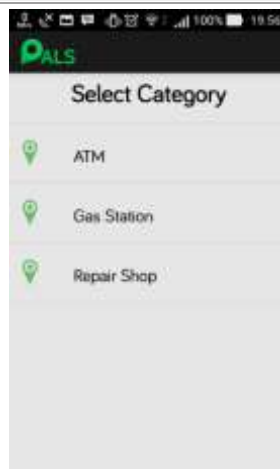 100% 19.56
PALS
Select Category
ATM
Gas Station
Repair Shop